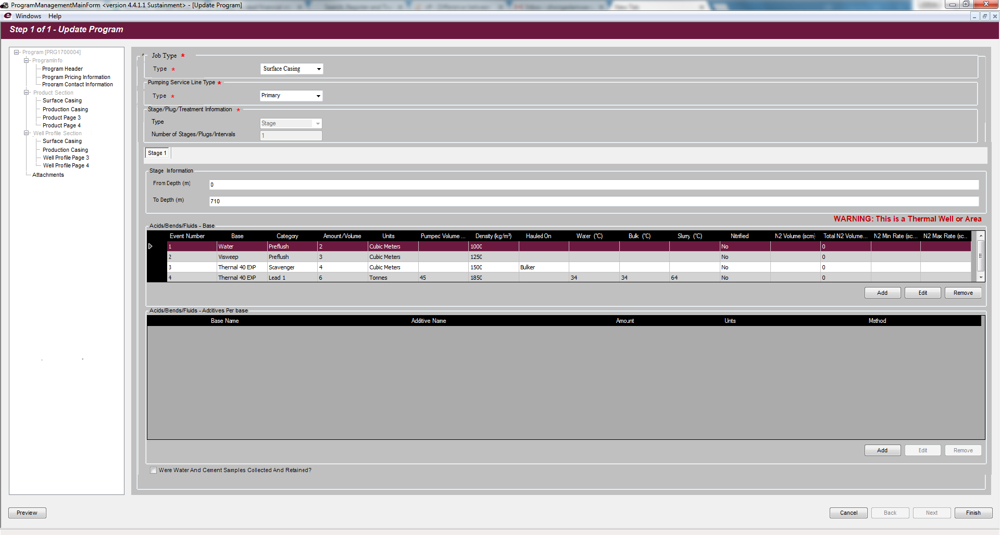 ProgramManagementMainForm <version 4.4.1.1 Sustainment> - [Update Program]
Windows Help
Step 1 of 1 - Update Program
Program [PRG1700004]
ProgramInfo
Program Header
Program Pricing Information
Program Contact Information
Product Section
Surface Casing
Production Casing
Product Page 3
Product Page 4
Well Profile Section
Surface Casing
Production Casing
Well Profile Page 3
Well Profile Page 4
Attachments
Job Type *
Type * Surface Casing
Pumping Service Line Type *
Type * Primary
Stage/Plug/Treatment Information *
Type Stage
Number of Stages/Plugs/Intervals 1
Stage 1
Stage Information
From Depth (m) 0
To Depth (m) 710
WARNING: This is a Thermal Well or Area
Acids/Blends/Fluids - Base
Event Number Base Category Amount/Volume Units Pumped Volume ... Density (kg/m³) Hauled On Water (°C) Bulk (°C) Slurry (°C) Nitrified N2 Volume (scm) Total N2 Volume... N2 Min Rate (sc... N2 Max Rate (sc...
1 Water Preflush 2 Cubic Meters 1000 No 0
2 Visweep Preflush 3 Cubic Meters 1250 No 0
3 Thermal 40 EXP Scavenger 4 Cubic Meters 1500 Bulker No 0
4 Thermal 40 EXP Lead 1 6 Tonnes 45 1850 34 34 64 No 0
Add Edit Remove
Acids/Blends/Fluids - Additives Per base
Base Name Additive Name Amount Units Method
Add Edit Remove
Were Water And Cement Samples Collected And Retained?
Preview Cancel Back Next Finish